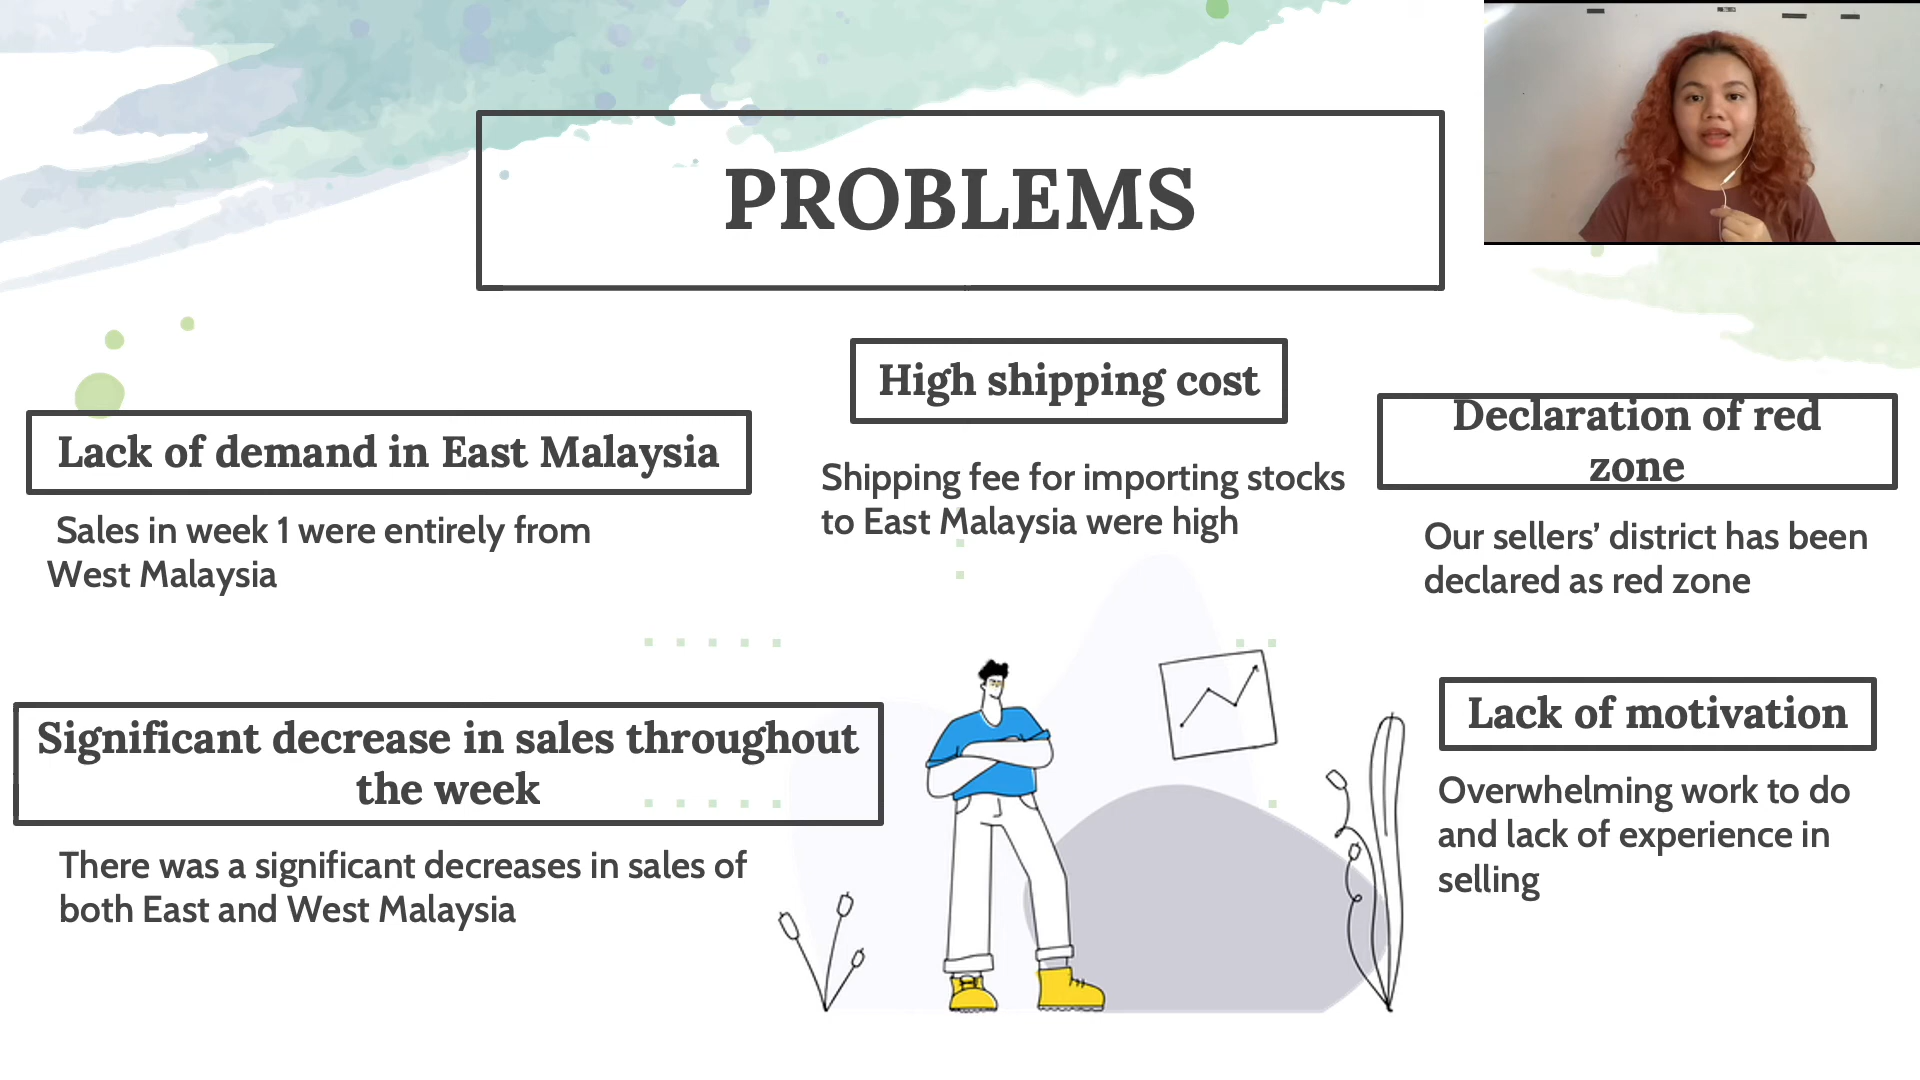 PROBLEMS
High shipping cost
Shipping fee for importing stocks
to East Malaysia were high
Lack of demand in East Malaysia
Sales in week 1 were entirely from
West Malaysia
Declaration of red
zone
Our sellers’ district has been
declared as red zone
Significant decrease in sales throughout
the week
There was a significant decreases in sales of
both East and West Malaysia
Lack of motivation
Overwhelming work to do
and lack of experience in
selling